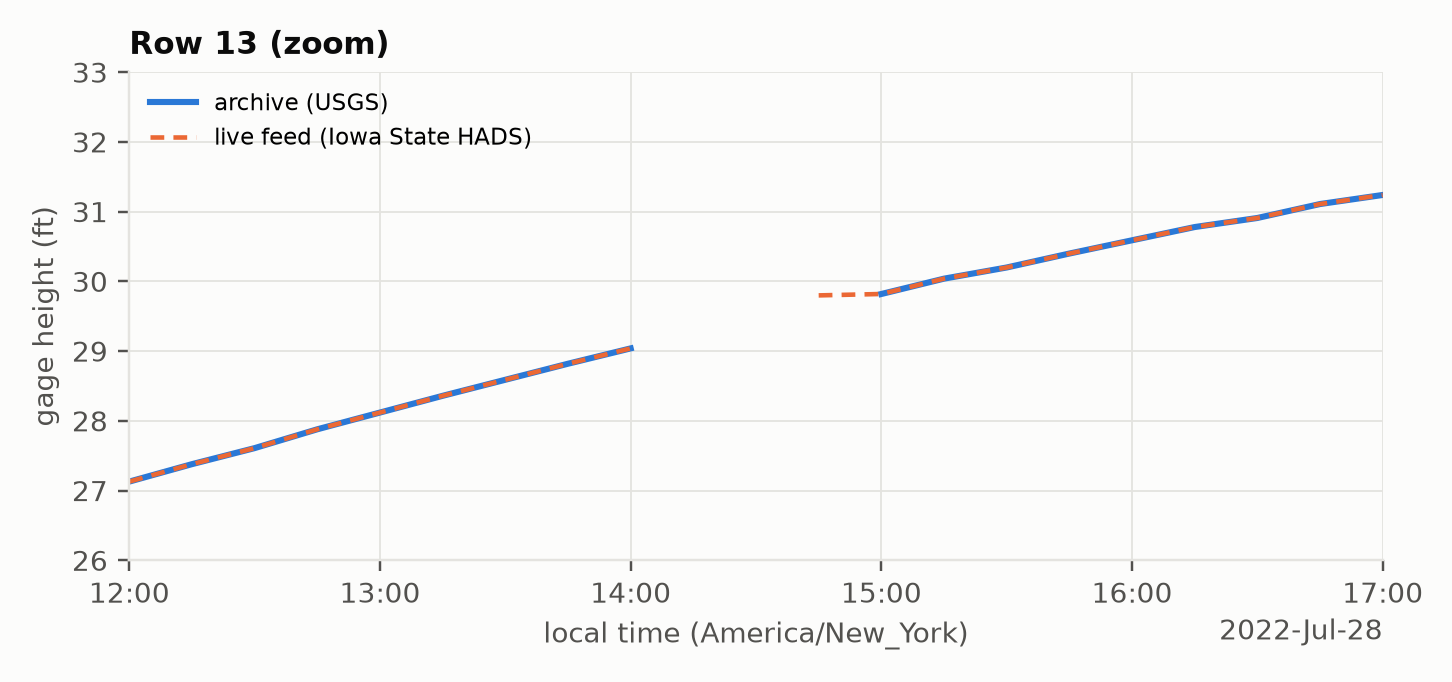 Row 13 (zoom)
archive (USGS)
live feed (Iowa State HADS)
gage height (ft)
33
32
31
30
29
28
27
26
12:00 13:00 14:00 15:00 16:00 17:00
local time (America/New_York)
2022-Jul-28